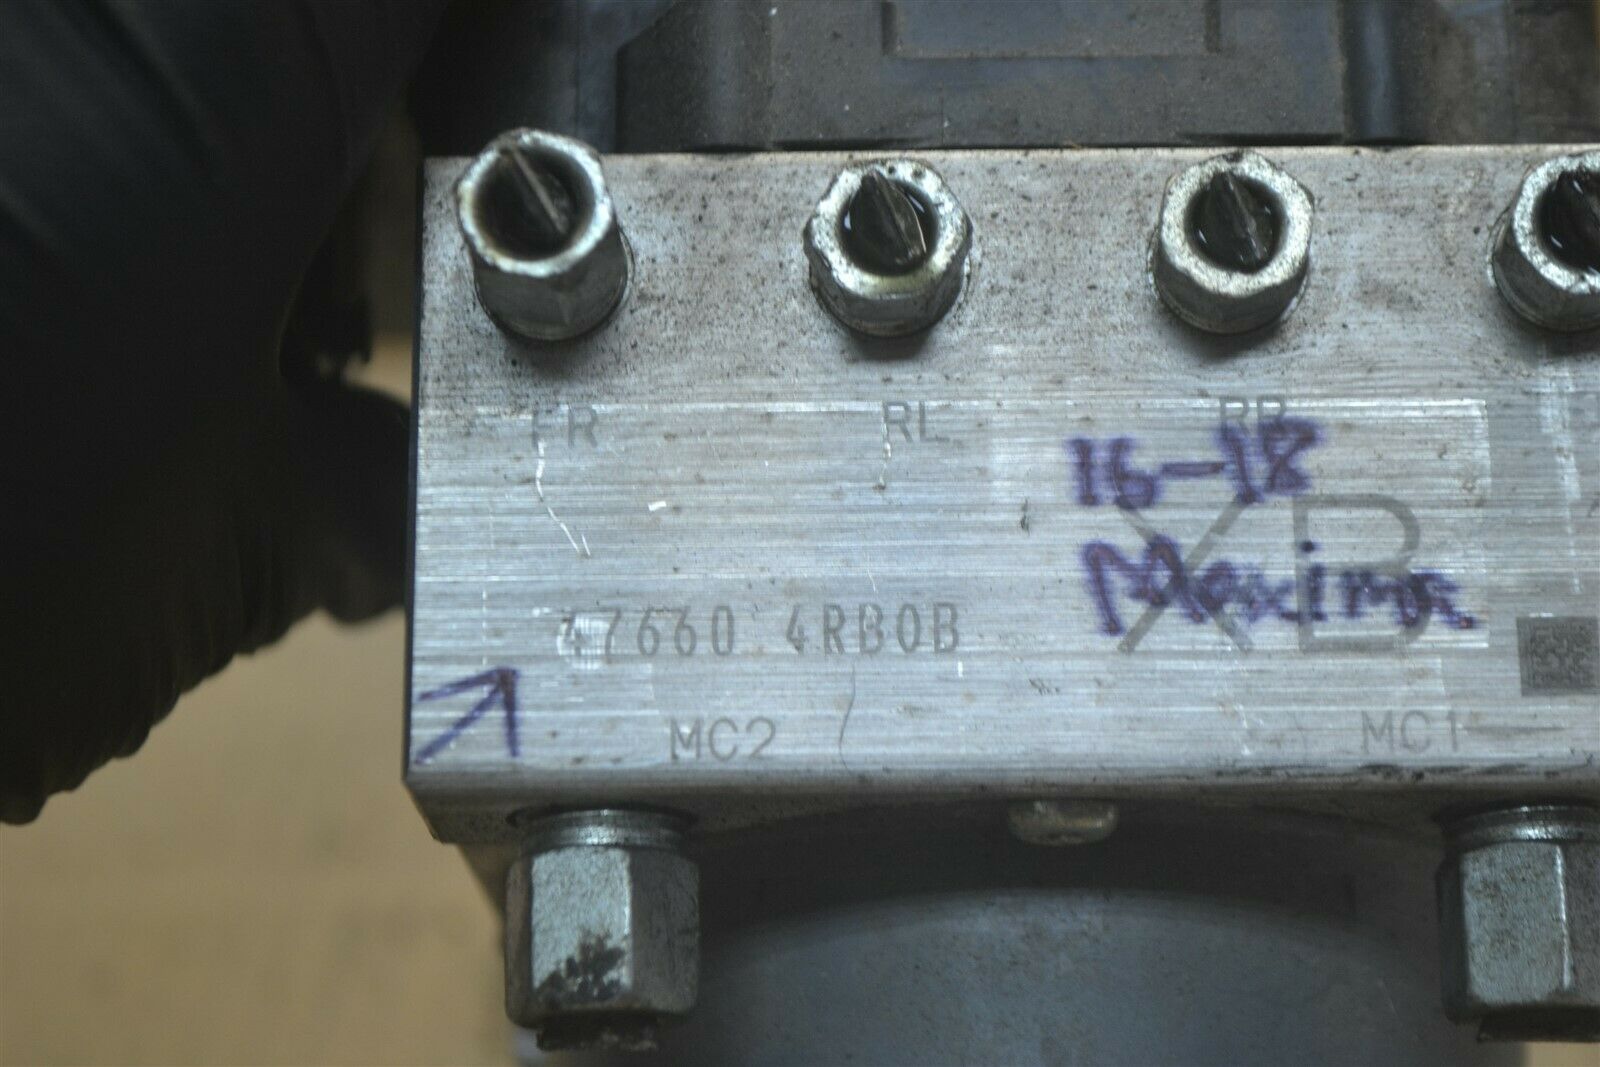 FR RL RR
16-18
XB
Maxima
47660 4RB0B
MC2 MC1